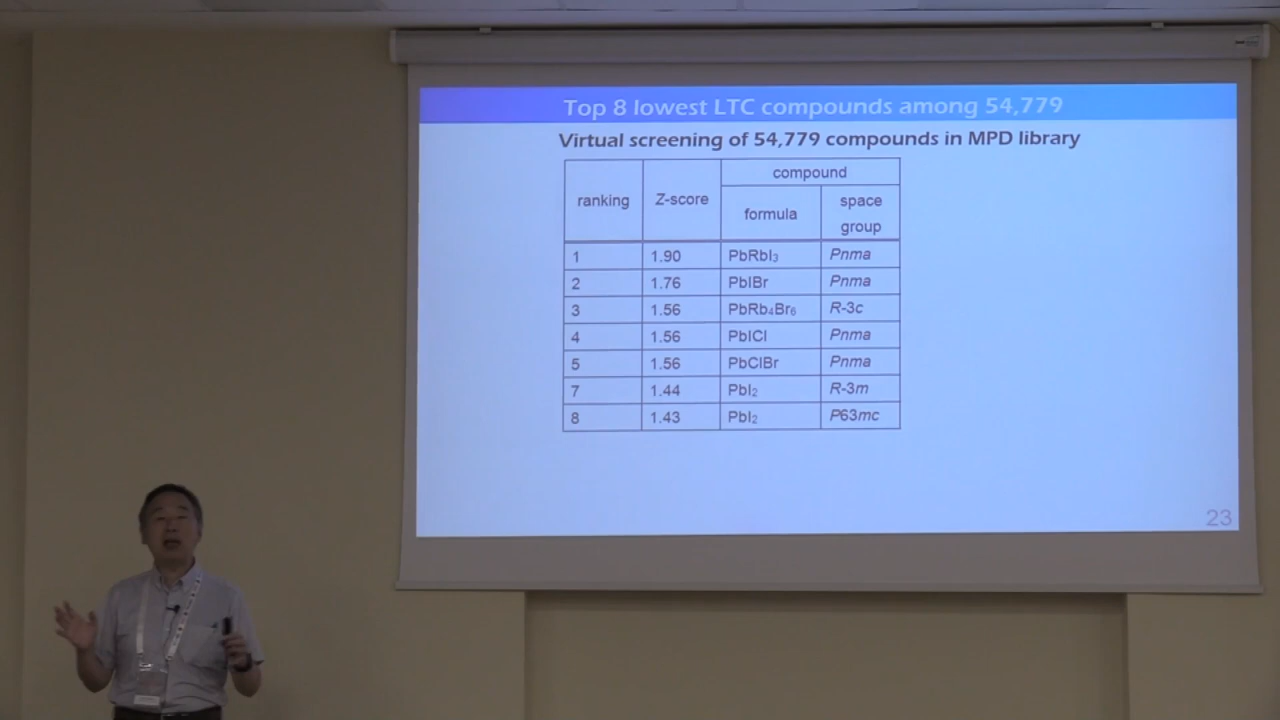 Top 8 lowest LTC compounds among 54,779
Virtual screening of 54,779 compounds in MPD library
ranking Z-score compound
formula space group
1 1.90 PbRbI₃ Pnma
2 1.76 PbIBr Pnma
3 1.56 PbRb₄Br₆ R-3c
4 1.56 PbICl Pnma
5 1.56 PbClBr Pnma
7 1.44 PbI₂ R-3m
8 1.43 PbI₂ P63mc
23